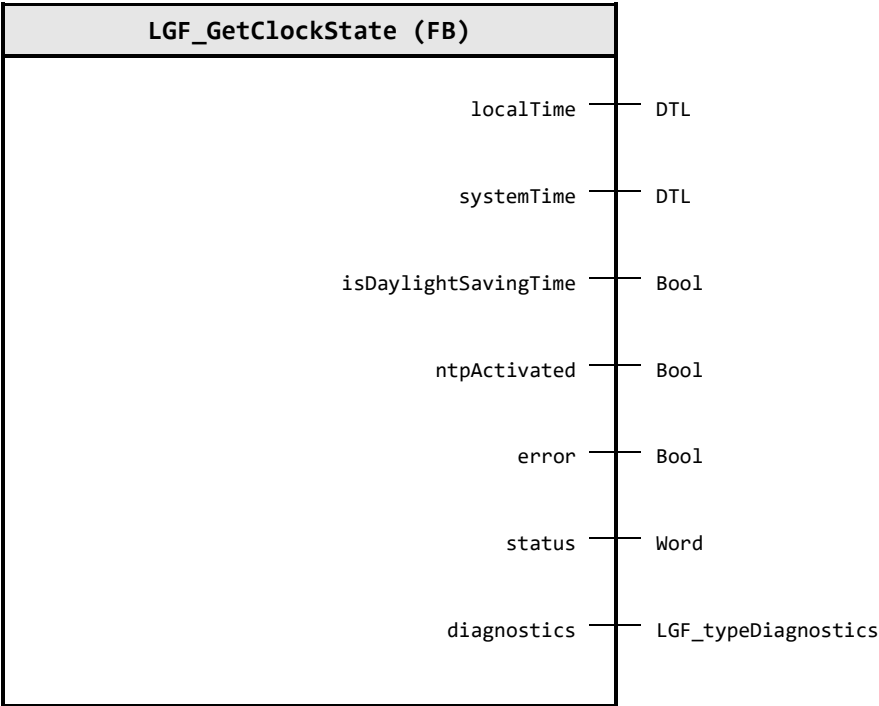 LGF_GetClockState (FB)
localTime DTL
systemTime DTL
isDaylightSavingTime Bool
ntpActivated Bool
error Bool
status Word
diagnostics LGF_typeDiagnostics